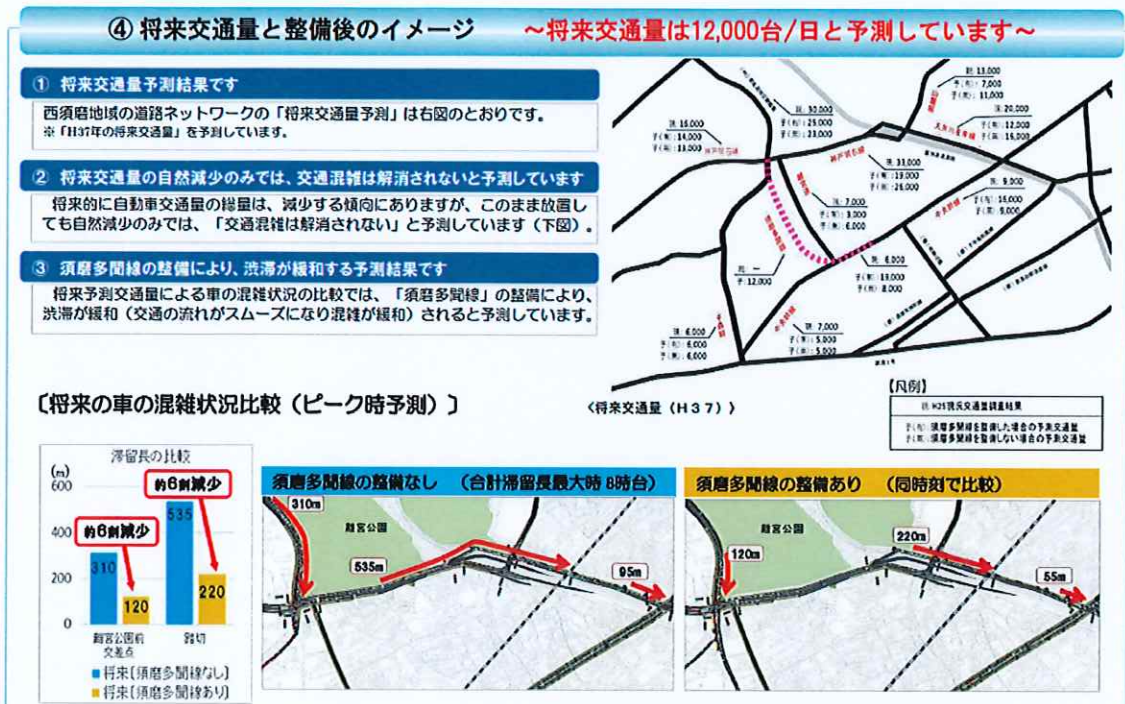 ④ 将来交通量と整備後のイメージ ～将来交通量は12,000台/日と予測しています～
① 将来交通量予測結果です
西須磨地域の道路ネットワークの「将来交通量予測」は右図のとおりです。
※「H37年の将来交通量」を予測しています。
② 将来交通量の自然減少のみでは、交通混雑は解消されないと予測しています
将来的に自動車交通量の総量は、減少する傾向にありますが、このまま放置し
ても自然減少のみでは、「交通混雑は解消されない」と予測しています（下図）。
③ 須磨多聞線の整備により、渋滞が緩和する予測結果です
将来予測交通量による車の混雑状況の比較では、「須磨多聞線」の整備により、
渋滞が緩和（交通の流れがスムーズになり混雑が緩和）されると予測しています。
現:13,000
予(有):7,000
予(無):11,000
現:30,000
予(有):25,000
予(無):23,000
現:20,000
予(有):12,000
予(無):16,000
現:16,000
予(有):14,000
予(無):13,000
現:33,000
予(有):19,000
予(無):26,000
現:7,000
予(有):3,000
予(無):6,000
現:9,000
予(有):16,000
予(無):9,000
現:－
予:12,000
現:6,000
予(有):13,000
予(無):8,000
中央幹線
現:6,000
予(有):6,000
予(無):6,000
中央幹線
現:7,000
予(有):5,000
予(無):5,000
〈将来交通量（H37）〉
【凡例】
現:H25現況交通量調査結果
予(有):須磨多聞線を整備した場合の予測交通量
予(無):須磨多聞線を整備しない場合の予測交通量
〔将来の車の混雑状況比較（ピーク時予測）〕
滞留長の比較
(m)
600
400
200
0
約6割減少
約6割減少
310
120
535
220
離宮公園前
交差点
踏切
将来〔須磨多聞線なし〕
将来〔須磨多聞線あり〕
須磨多聞線の整備なし （合計滞留長最大時 8時台）
310m
離宮公園
535m
95m
須磨多聞線の整備あり （同時刻で比較）
離宮公園
120m
220m
55m